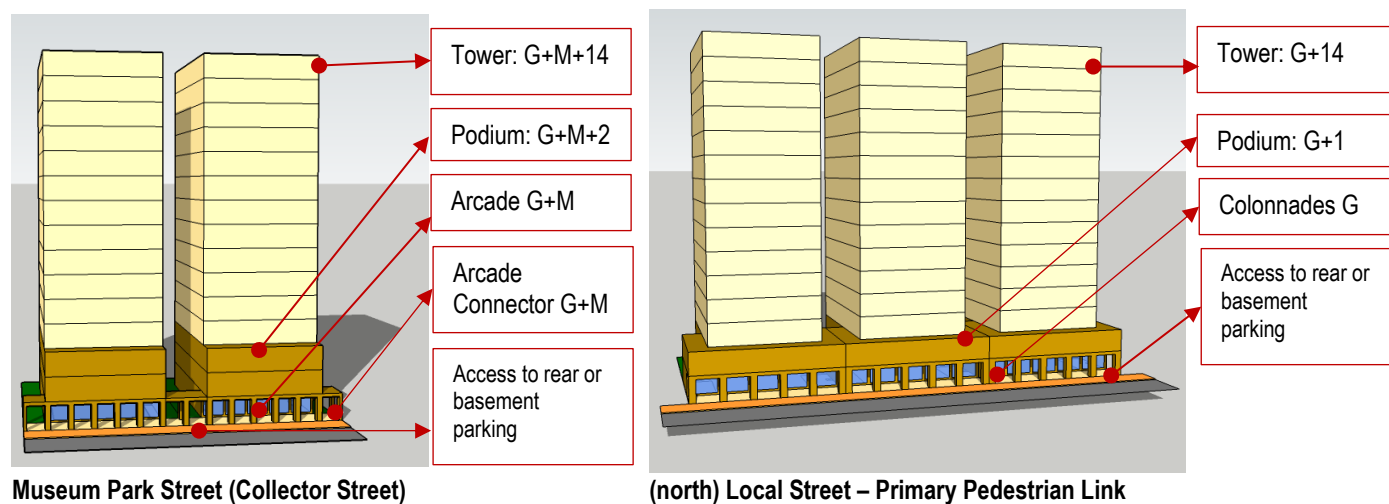 Tower: G+M+14
Podium: G+M+2
Arcade G+M
Arcade
Connector G+M
Access to rear or
basement
parking
Museum Park Street (Collector Street)
Tower: G+14
Podium: G+1
Colonnades G
Access to rear or
basement
parking
(north) Local Street – Primary Pedestrian Link